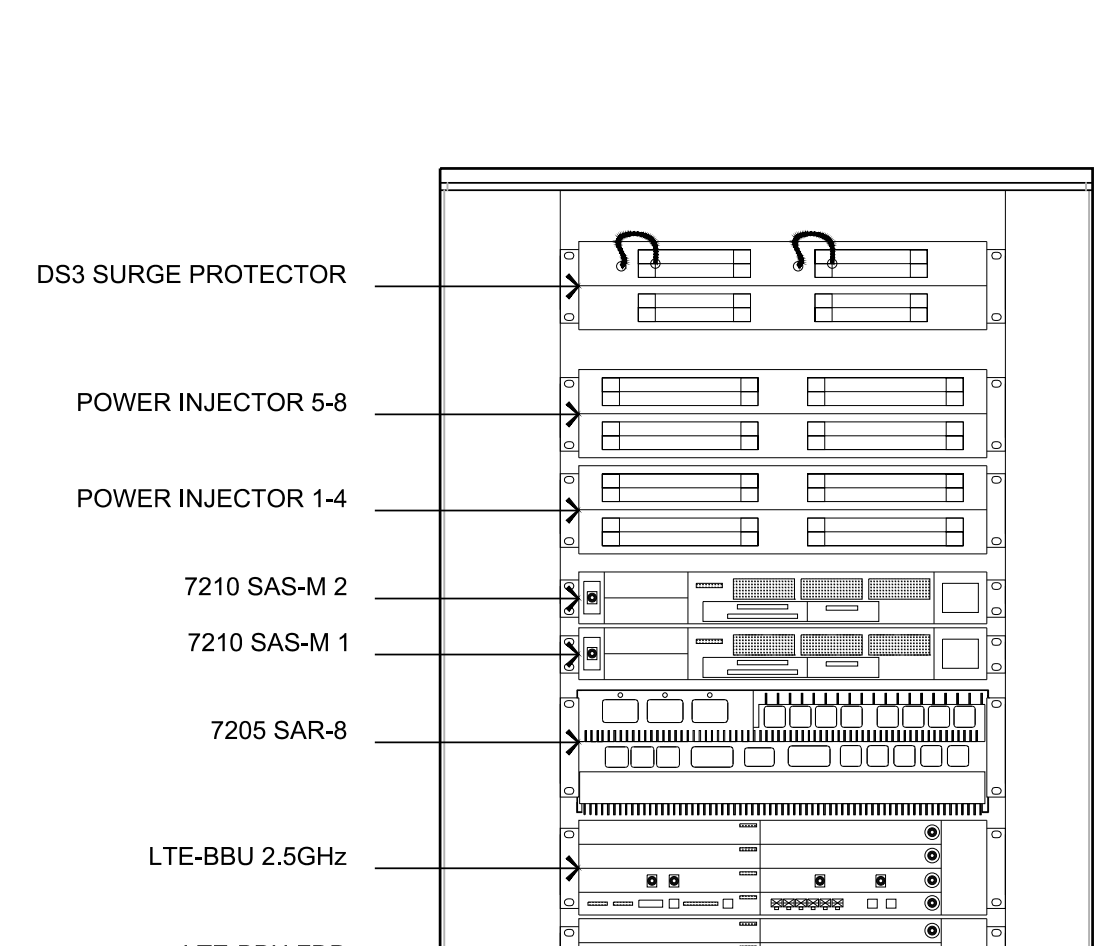 DS3 SURGE PROTECTOR
POWER INJECTOR 5-8
POWER INJECTOR 1-4
7210 SAS-M 2
7210 SAS-M 1
7205 SAR-8
LTE-BBU 2.5GHz